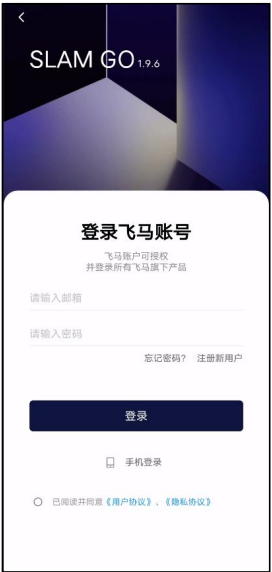 SLAM GO 1.9.6
登录飞马账号
飞马账户可授权
并登录所有飞马旗下产品
请输入邮箱
请输入密码
忘记密码? 注册新用户
登录
手机登录
已阅读并同意《用户协议》、《隐私协议》